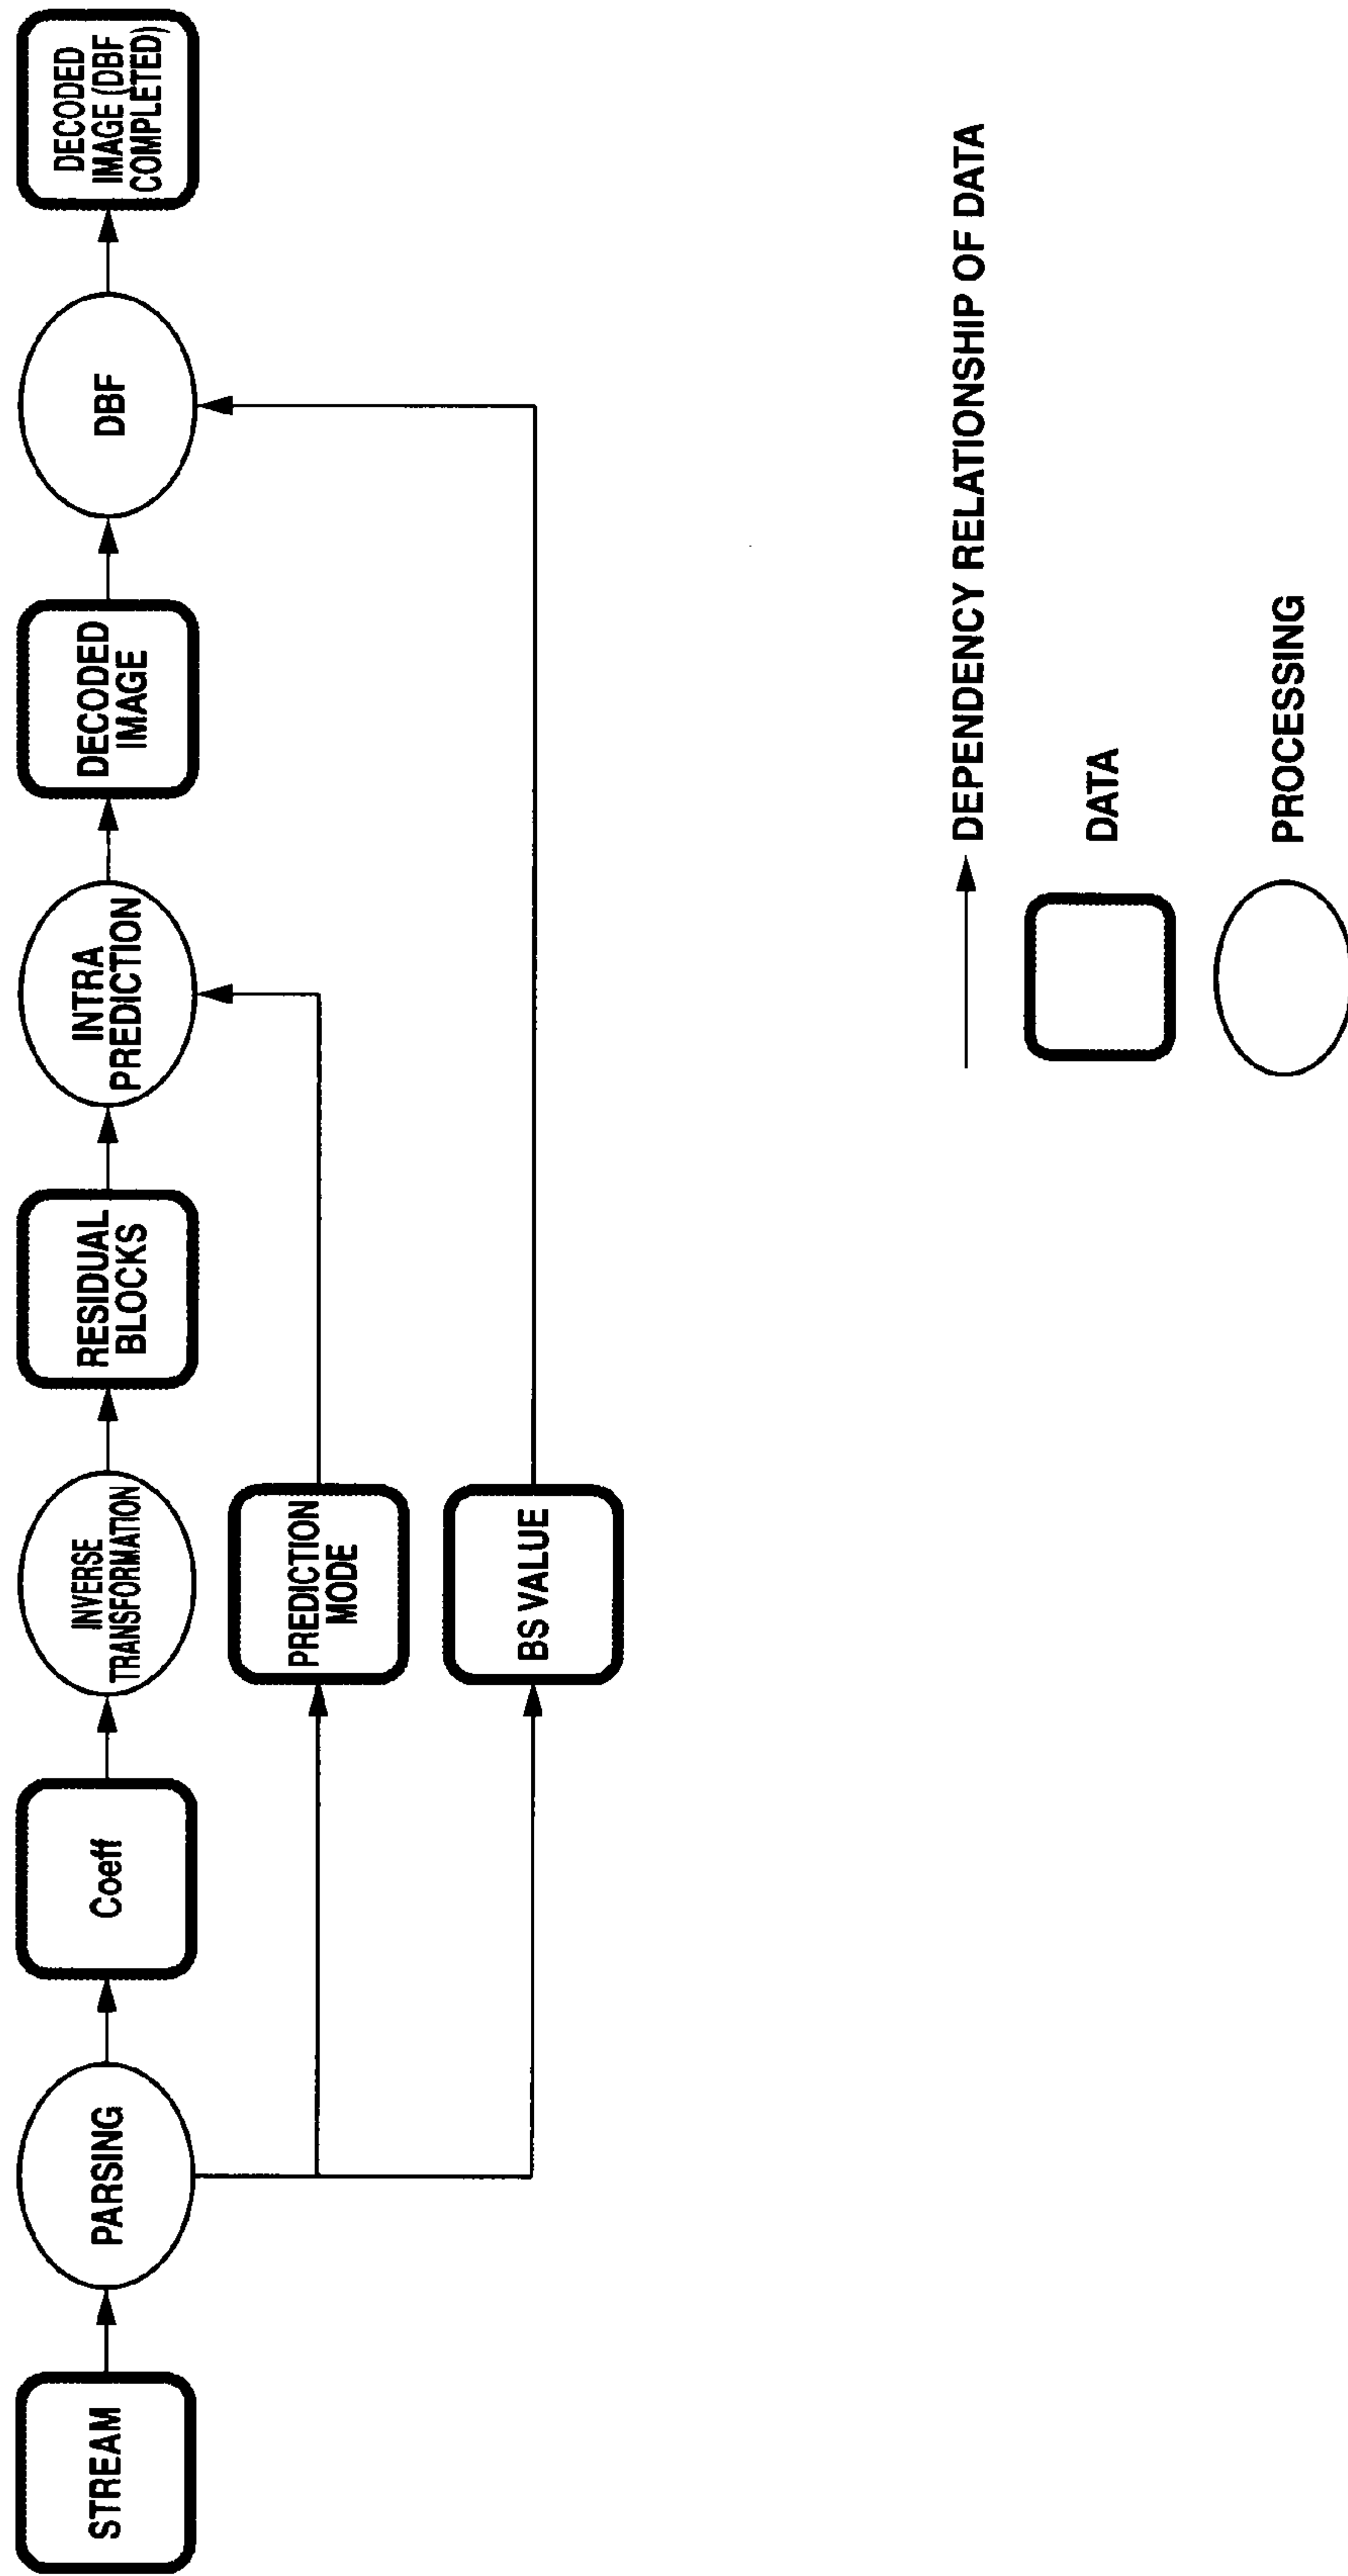 STREAM
PARSING
Coeff
INVERSE
TRANSFORMATION
RESIDUAL
BLOCKS
INTRA
PREDICTION
DECODED
IMAGE
DBF
DECODED
IMAGE (DBF
COMPLETED)
PREDICTION
MODE
BS VALUE
DEPENDENCY RELATIONSHIP OF DATA
DATA
PROCESSING